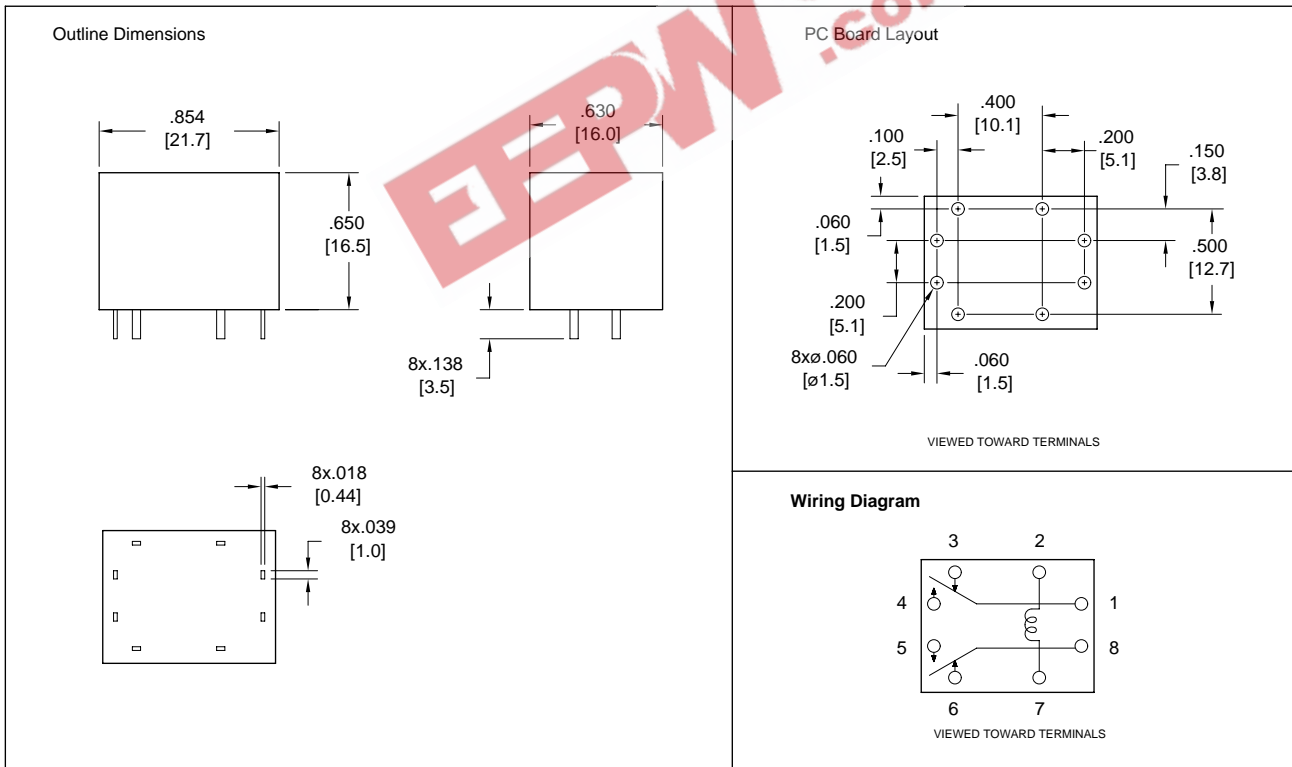 Outline Dimensions
.854
[21.7]
.650
[16.5]
.630
[16.0]
8x.138
[3.5]
8x.018
[0.44]
8x.039
[1.0]
EEPW
.com
PC Board Layout
.400
[10.1]
.100
[2.5]
.200
[5.1]
.150
[3.8]
.060
[1.5]
.500
[12.7]
.200
[5.1]
8xø.060
[ø1.5]
.060
[1.5]
VIEWED TOWARD TERMINALS
Wiring Diagram
3 2
4 1
5 8
6 7
VIEWED TOWARD TERMINALS